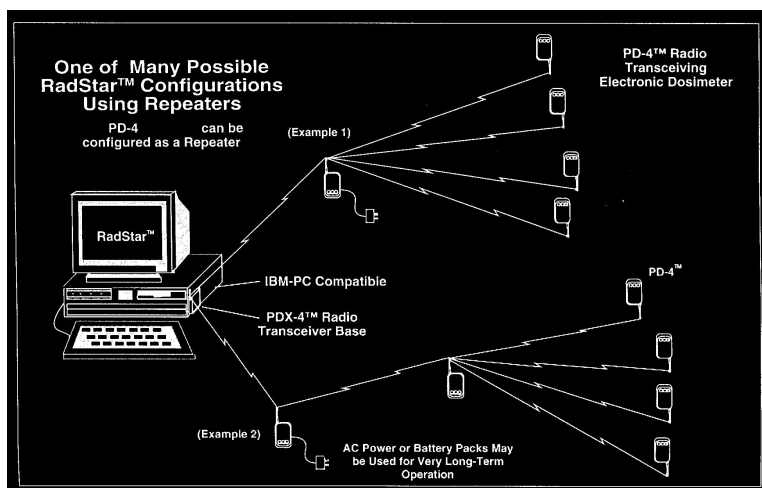 One of Many Possible
RadStar™ Configurations
Using Repeaters
PD-4 can be
configured as a Repeater
(Example 1)
PD-4™ Radio
Transceiving
Electronic Dosimeter
RadStar™
IBM-PC Compatible
PDX-4™ Radio
Transceiver Base
PD-4™
(Example 2)
AC Power or Battery Packs May
be Used for Very Long-Term
Operation